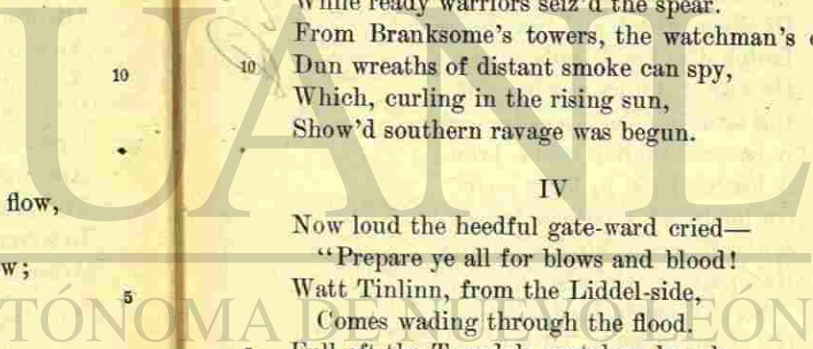 10
flow,
w;
5
While ready warriors seiz'd the spear.
From Branksome's towers, the watchman's
10 Dun wreaths of distant smoke can spy,
Which, curling in the rising sun,
Show'd southern ravage was begun.
IV
Now loud the heedful gate-ward cried—
"Prepare ye all for blows and blood!
Watt Tinlinn, from the Liddel-side,
Comes wading through the flood.
UANL
TÓNOMA DE NUEVO LEÓN